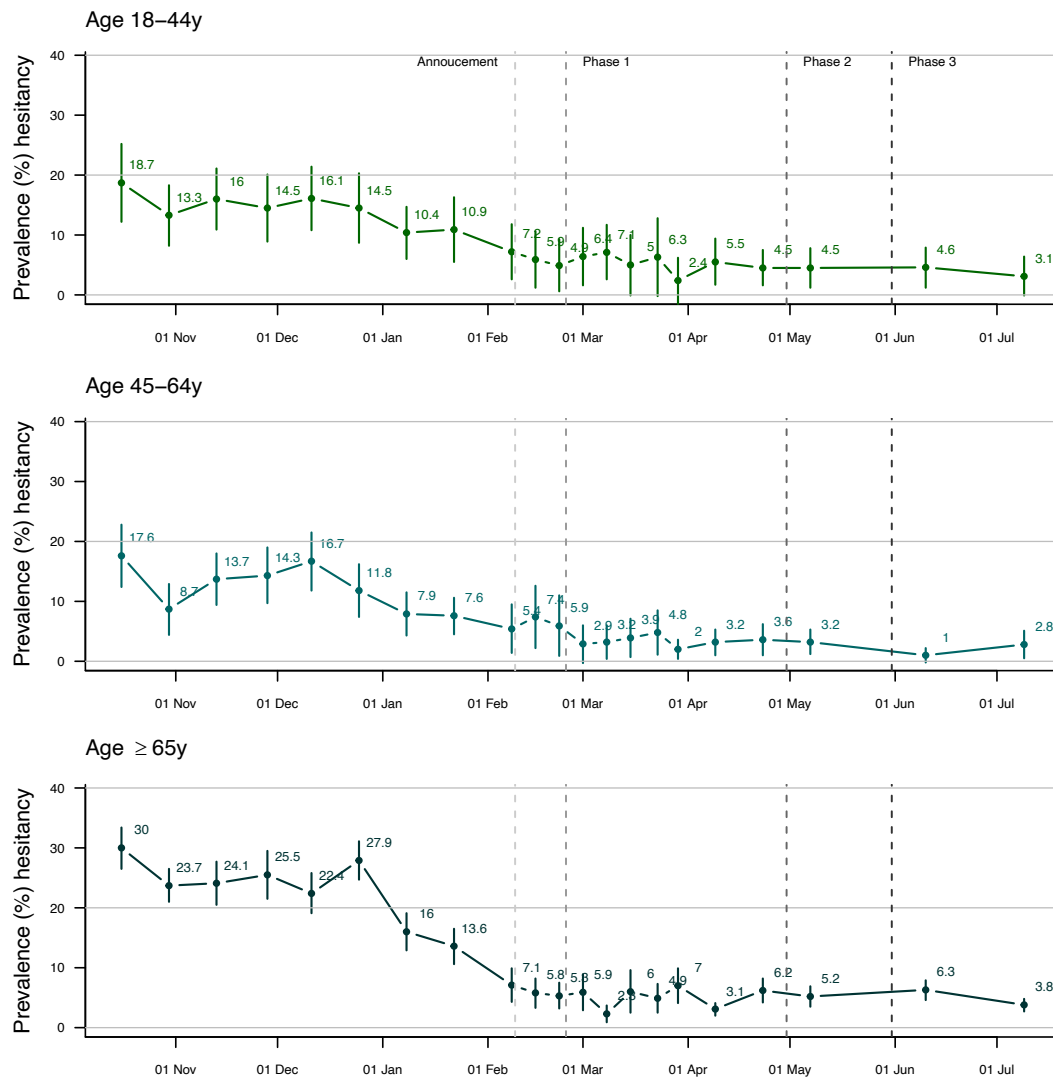 Age 18–44y
Prevalence (%) hesitancy
40
30
20
10
0
Annoucement
Phase 1
Phase 2
Phase 3
18.7
13.3
16
14.5
16.1
14.5
10.4
10.9
7.2
5.9
4.9
6.4
7.1
5
6.3
2.4
5.5
4.5
4.5
4.6
3.1
01 Nov
01 Dec
01 Jan
01 Feb
01 Mar
01 Apr
01 May
01 Jun
01 Jul
Age 45–64y
Prevalence (%) hesitancy
40
30
20
10
0
17.6
8.7
13.7
14.3
16.7
11.8
7.9
7.6
5.4
7.4
5.9
2.9
3.2
3.9
4.8
2
3.2
3.6
3.2
1
2.8
01 Nov
01 Dec
01 Jan
01 Feb
01 Mar
01 Apr
01 May
01 Jun
01 Jul
Age ≥ 65y
Prevalence (%) hesitancy
40
30
20
10
0
30
23.7
24.1
25.5
22.4
27.9
16
13.6
7.1
5.8
5.9
6
4.9
7
3.1
6.2
5.2
6.3
3.8
01 Nov
01 Dec
01 Jan
01 Feb
01 Mar
01 Apr
01 May
01 Jun
01 Jul